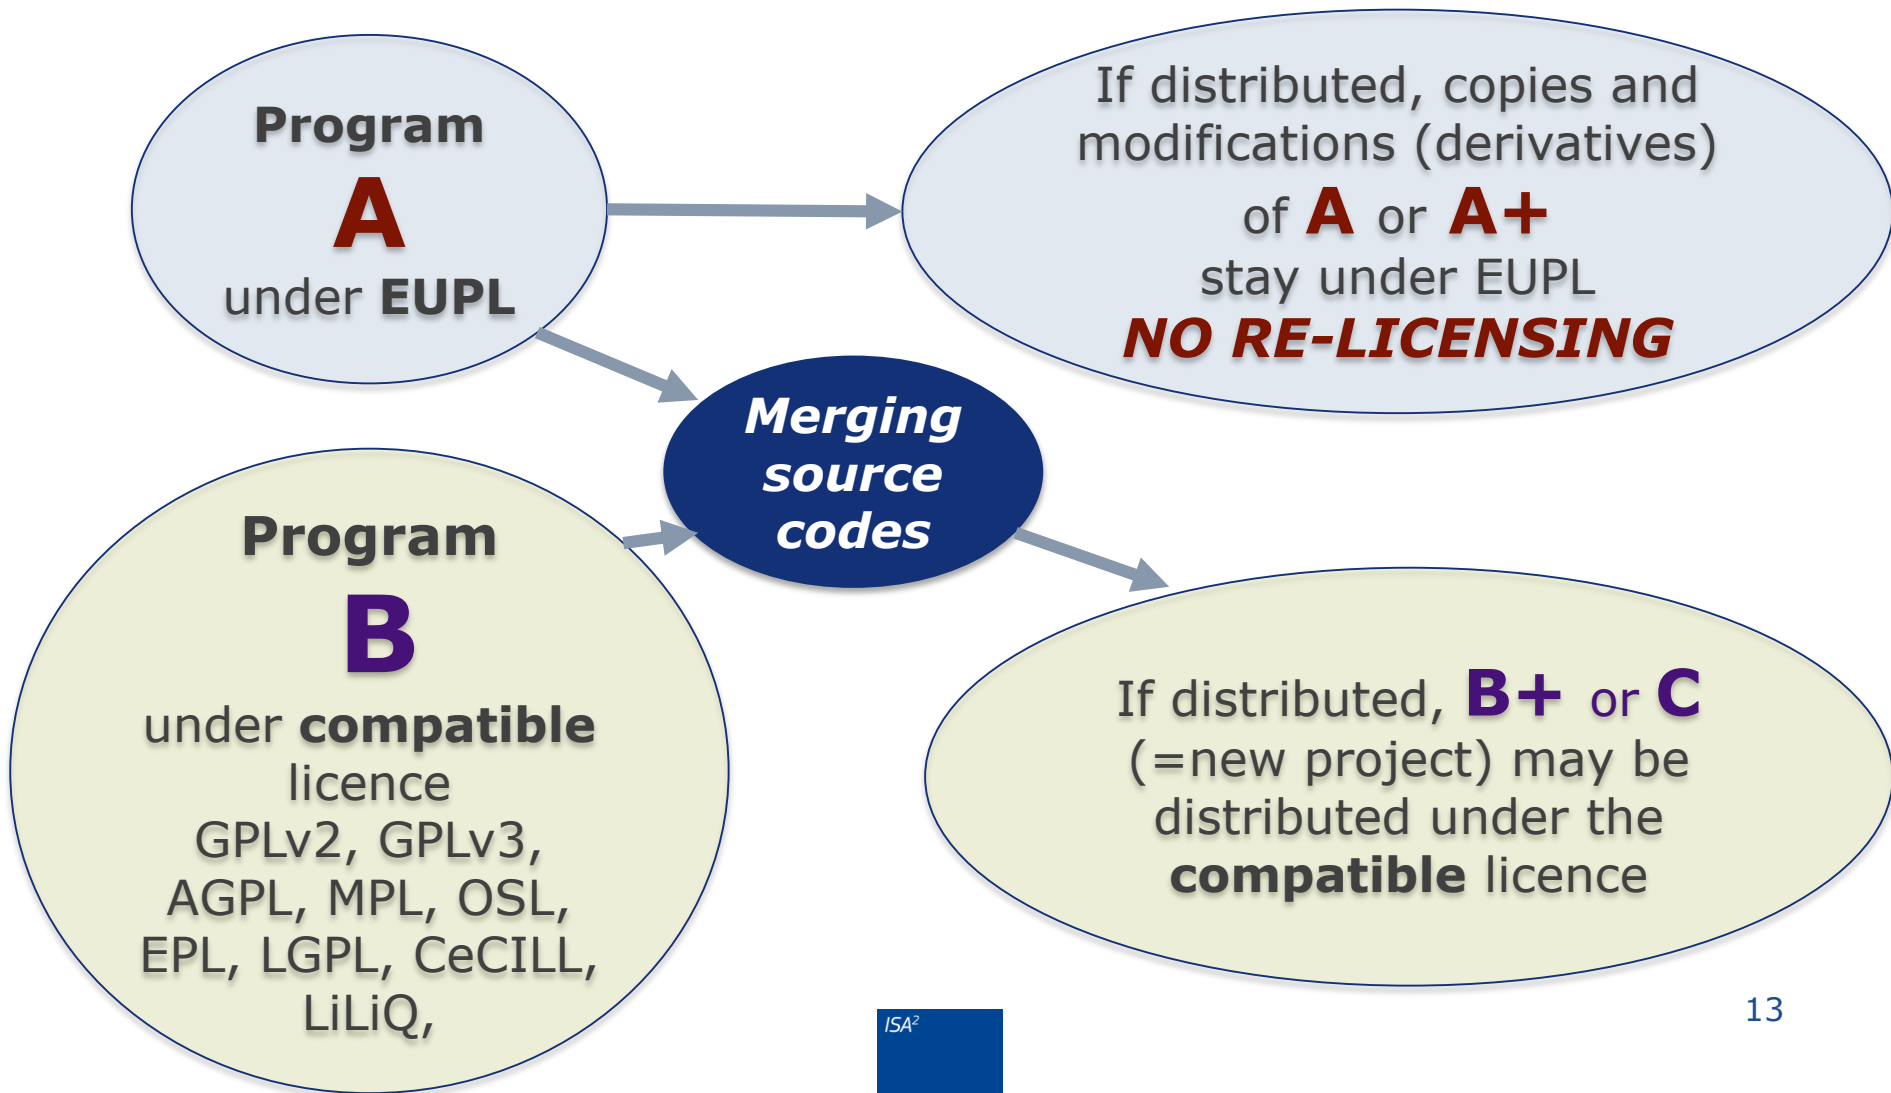 Program
A
under EUPL
If distributed, copies and
modifications (derivatives)
of A or A+
stay under EUPL
NO RE-LICENSING
Merging
source
codes
Program
B
under compatible
licence
GPLv2, GPLv3,
AGPL, MPL, OSL,
EPL, LGPL, CeCILL,
LiLiQ,
If distributed, B+ or C
(=new project) may be
distributed under the
compatible licence
ISA²
13